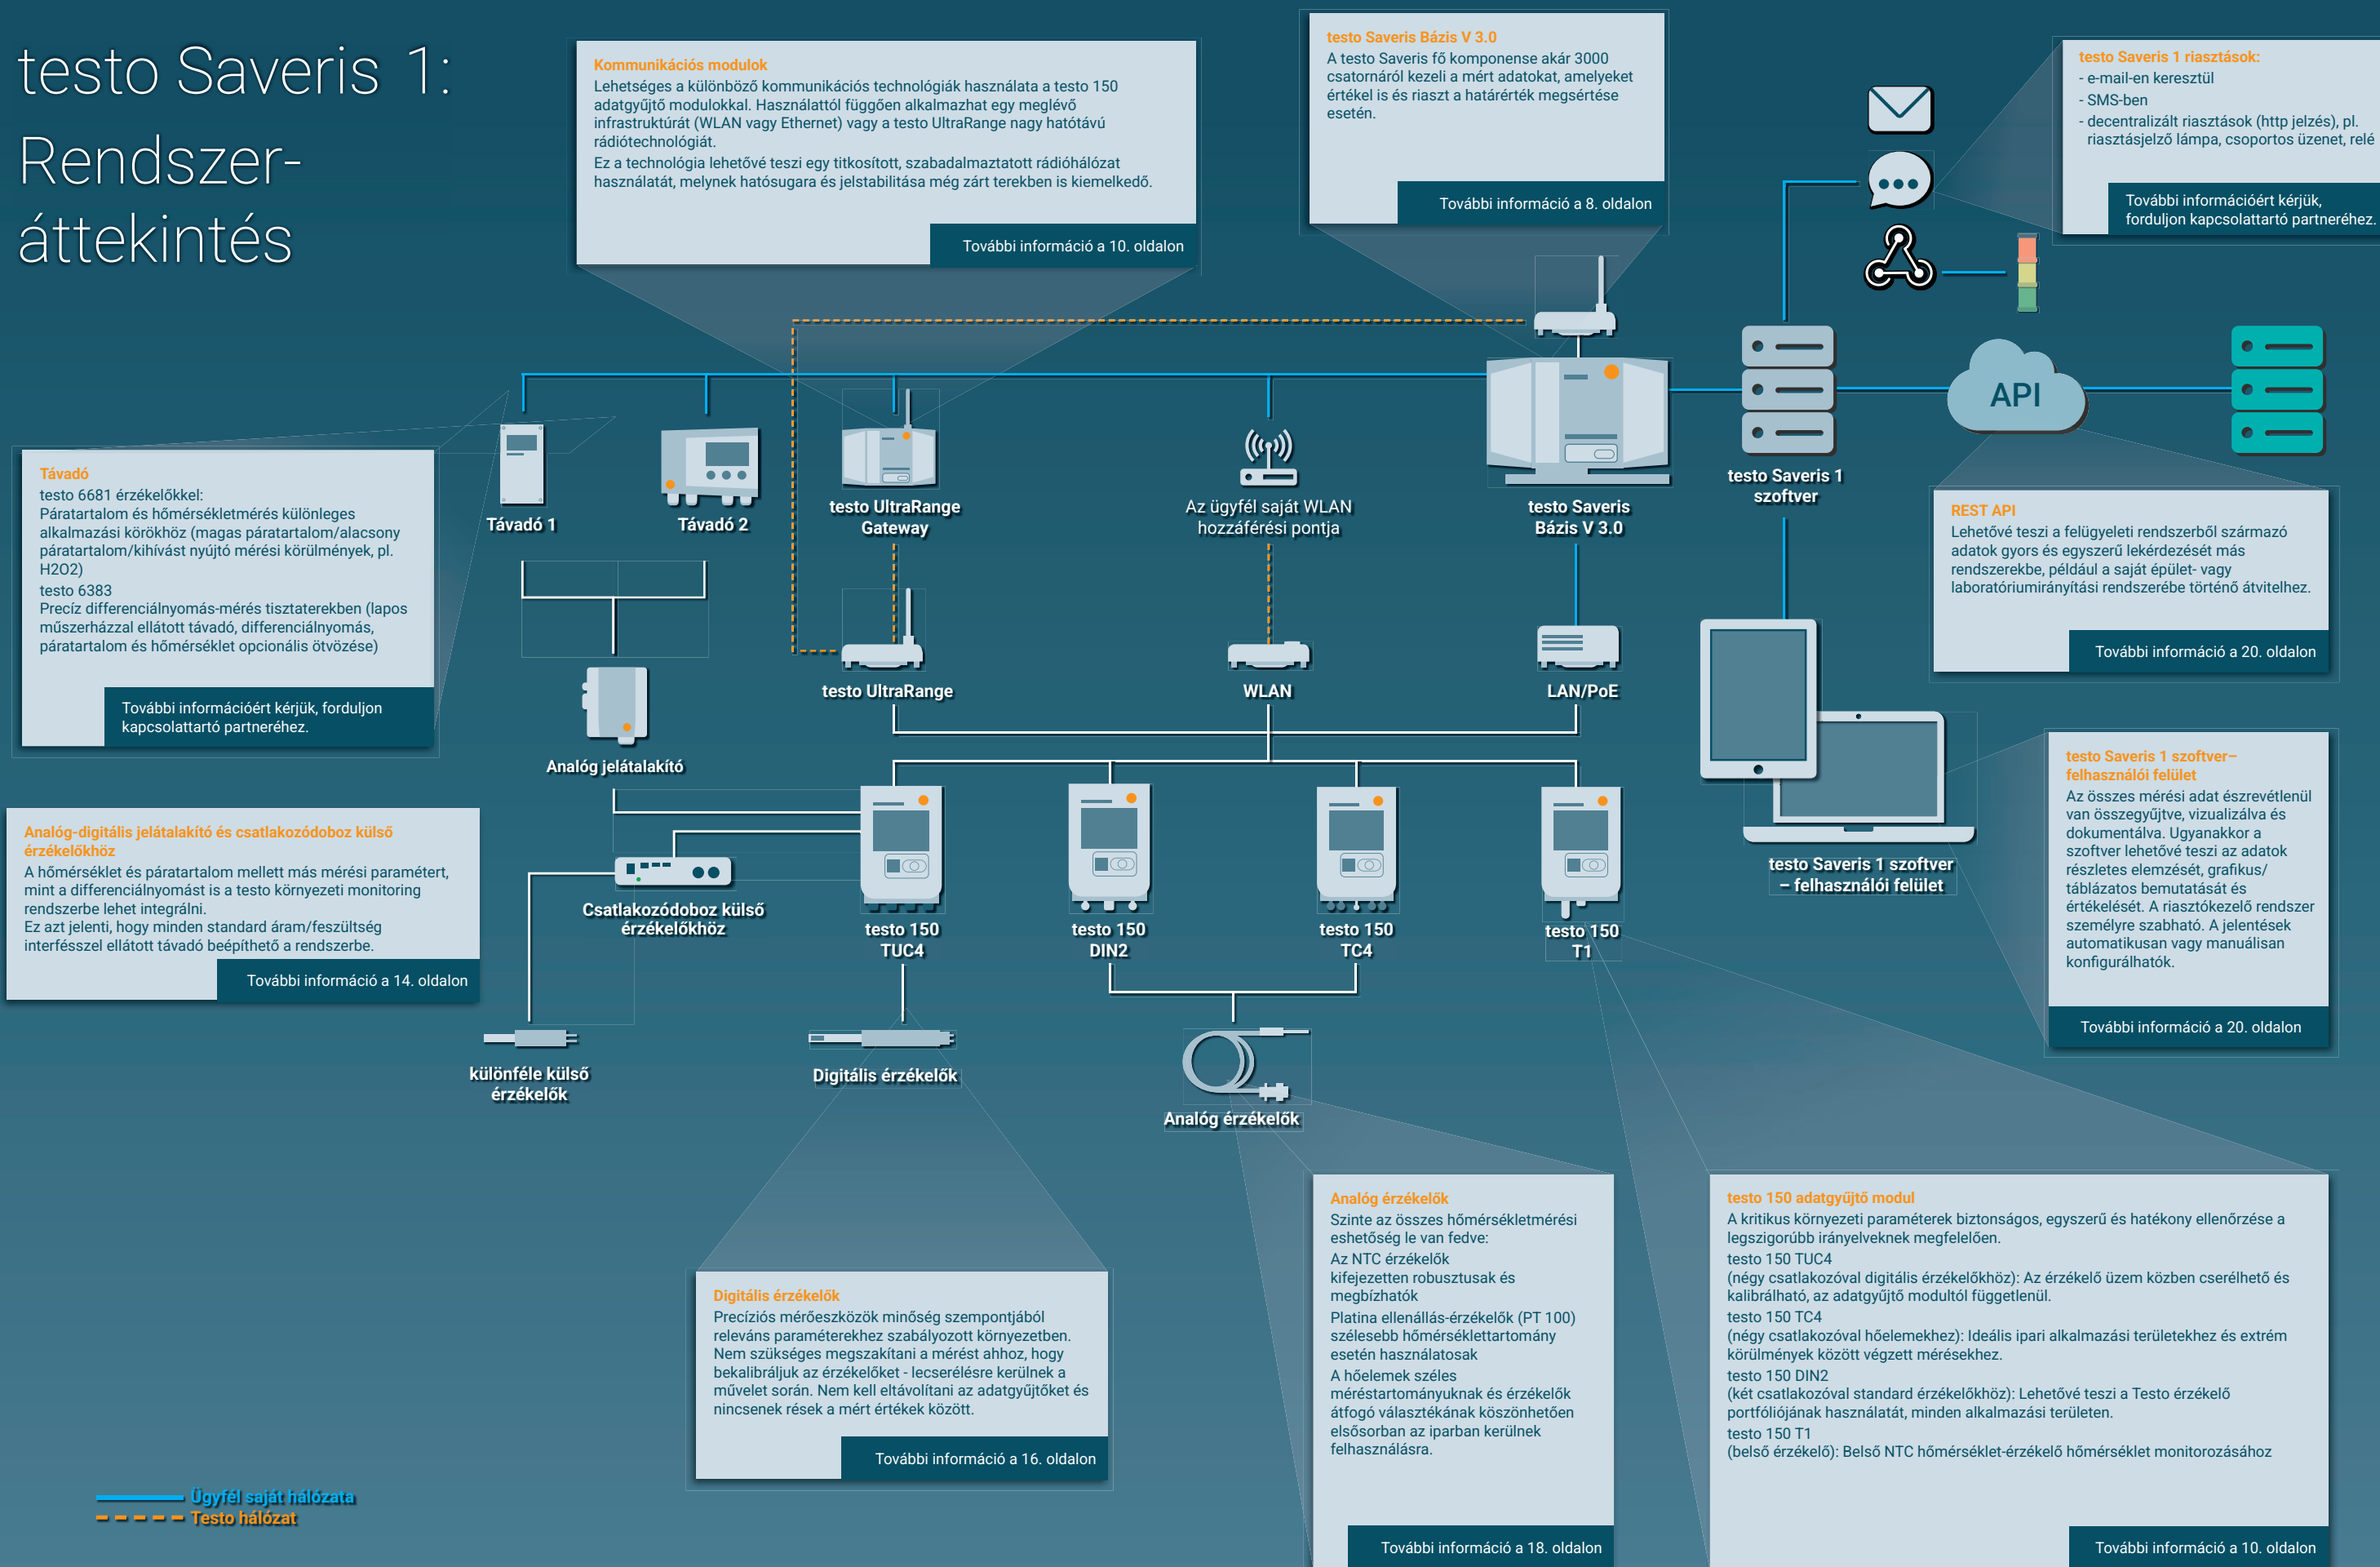 testo Saveris 1:
Rendszer-
áttekintés
Kommunikációs modulok
Lehetséges a különböző kommunikációs technológiák használata a testo 150
adatgyűjtő modulokkal. Használattól függően alkalmazhat egy meglévő
infrastruktúrát (WLAN vagy Ethernet) vagy a testo UltraRange nagy hatótávú
rádiótechnológiát.
Ez a technológia lehetővé teszi egy titkosított, szabadalmaztatott rádióhálózat
használatát, melynek hatósugara és jelstabilitása még zárt terekben is kiemelkedő.
További információ a 10. oldalon
testo Saveris Bázis V 3.0
A testo Saveris fő komponense akár 3000
csatornáról kezeli a mért adatokat, amelyeket
értékel is és riaszt a határérték megsértése
esetén.
További információ a 8. oldalon
testo Saveris 1 riasztások:
- e-mail-en keresztül
- SMS-ben
- decentralizált riasztások (http jelzés), pl.
riasztásjelző lámpa, csoportos üzenet, relé
További információért kérjük,
forduljon kapcsolattartó partneréhez.
API
Távadó
testo 6681 érzékelőkkel:
Páratartalom és hőmérsékletmérés különleges
alkalmazási körökhöz (magas páratartalom/alacsony
páratartalom/kihívást nyújtó mérési körülmények, pl.
H2O2)
testo 6383
Precíz differenciálnyomás-mérés tisztaterekben (lapos
műszerházzal ellátott távadó, differenciálnyomás,
páratartalom és hőmérséklet opcionális ötvözése)
További információért kérjük, forduljon
kapcsolattartó partneréhez.
Távadó 1
Távadó 2
testo UltraRange
Gateway
Az ügyfél saját WLAN
hozzáférési pontja
testo Saveris
Bázis V 3.0
testo Saveris 1
szoftver
REST API
Lehetővé teszi a felügyeleti rendszerből származó
adatok gyors és egyszerű lekérdezését más
rendszerekbe, például a saját épület- vagy
laboratóriumirányítási rendszerébe történő átvitelhez.
További információ a 20. oldalon
testo UltraRange
WLAN
LAN/PoE
Analóg jelátalakító
testo Saveris 1 szoftver–
felhasználói felület
Az összes mérési adat észrevétlenül
van összegyűjtve, vizualizálva és
dokumentálva. Ugyanakkor a
szoftver lehetővé teszi az adatok
részletes elemzését, grafikus/
táblázatos bemutatását és
értékelését. A riasztókezelő rendszer
személyre szabható. A jelentések
automatikusan vagy manuálisan
konfigurálhatók.
További információ a 20. oldalon
testo Saveris 1 szoftver
– felhasználói felület
Analóg-digitális jelátalakító és csatlakozódoboz külső
érzékelőkhöz
A hőmérséklet és páratartalom mellett más mérési paramétert,
mint a differenciálnyomást is a testo környezeti monitoring
rendszerbe lehet integrálni.
Ez azt jelenti, hogy minden standard áram/feszültség
interfésszel ellátott távadó beépíthető a rendszerbe.
További információ a 14. oldalon
Csatlakozódoboz külső
érzékelőkhöz
testo 150
TUC4
testo 150
DIN2
testo 150
TC4
testo 150
T1
különféle külső
érzékelők
Digitális érzékelők
Analóg érzékelők
Digitális érzékelők
Precíziós mérőeszközök minőség szempontjából
releváns paraméterekhez szabályozott környezetben.
Nem szükséges megszakítani a mérést ahhoz, hogy
bekalibráljuk az érzékelőket - lecserélésre kerülnek a
művelet során. Nem kell eltávolítani az adatgyűjtőket és
nincsenek rések a mért értékek között.
További információ a 16. oldalon
Analóg érzékelők
Szinte az összes hőmérsékletmérési
eshetőség le van fedve:
Az NTC érzékelők
kifejezetten robusztusak és
megbízhatók
Platina ellenállás-érzékelők (PT 100)
szélesebb hőmérséklettartomány
esetén használatosak
A hőelemek széles
méréstartományuknak és érzékelők
átfogó választékának köszönhetően
elsősorban az iparban kerülnek
felhasználásra.
További információ a 18. oldalon
testo 150 adatgyűjtő modul
A kritikus környezeti paraméterek biztonságos, egyszerű és hatékony ellenőrzése a
legszigorúbb irányelveknek megfelelően.
testo 150 TUC4
(négy csatlakozóval digitális érzékelőkhöz): Az érzékelő üzem közben cserélhető és
kalibrálható, az adatgyűjtő modultól függetlenül.
testo 150 TC4
(négy csatlakozóval hőelemekhez): Ideális ipari alkalmazási területekhez és extrém
körülmények között végzett mérésekhez.
testo 150 DIN2
(két csatlakozóval standard érzékelőkhöz): Lehetővé teszi a Testo érzékelő
portfóliójának használatát, minden alkalmazási területen.
testo 150 T1
(belső érzékelő): Belső NTC hőmérséklet-érzékelő hőmérséklet monitorozásához
További információ a 10. oldalon
Ügyfél saját hálózata
Testo hálózat